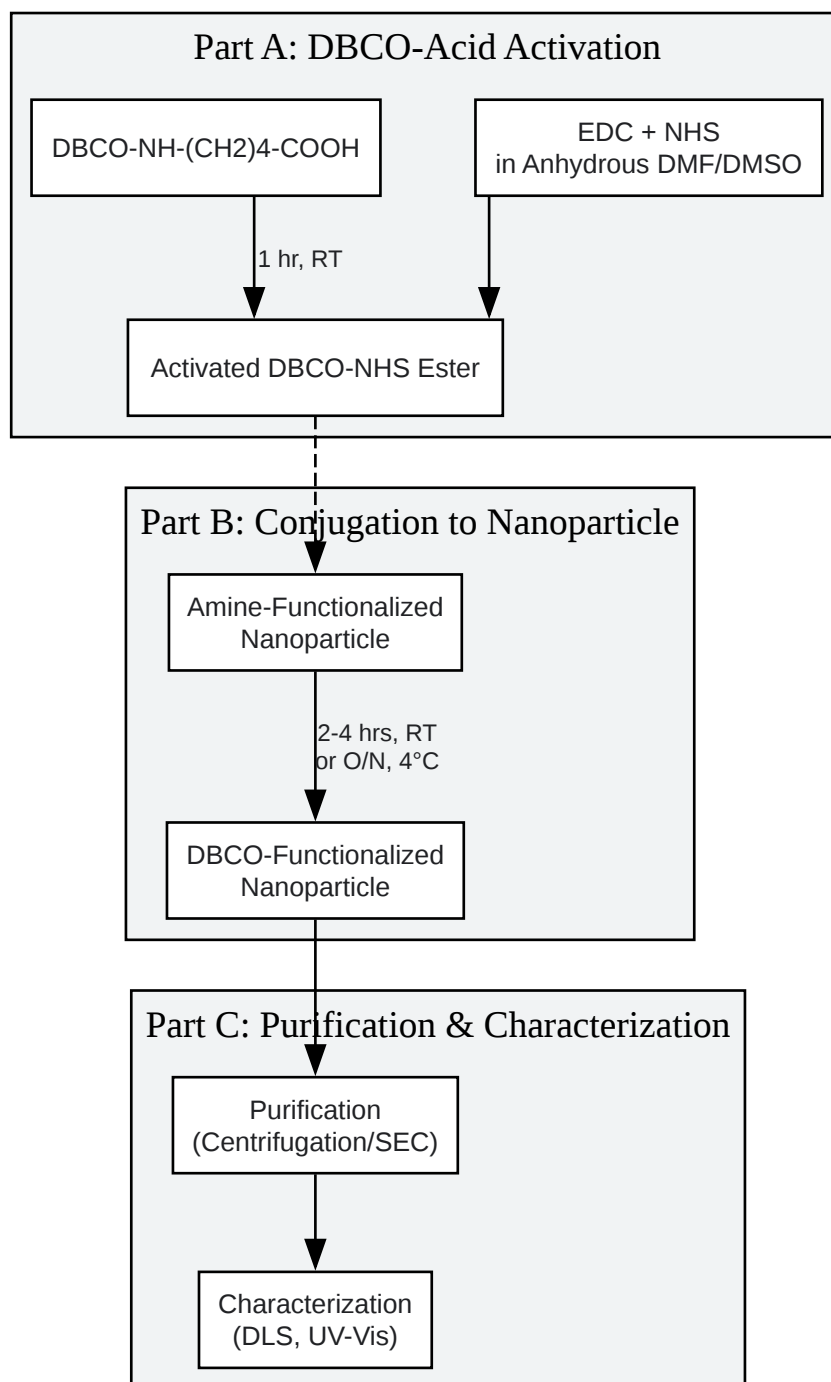 Part A: DBCO-Acid Activation
DBCO-NH-(CH2)4-COOH
EDC + NHS
in Anhydrous DMF/DMSO
1 hr, RT
Activated DBCO-NHS Ester
Part B: Conjugation to Nanoparticle
Amine-Functionalized
Nanoparticle
2-4 hrs, RT
or O/N, 4°C
DBCO-Functionalized
Nanoparticle
Part C: Purification & Characterization
Purification
(Centrifugation/SEC)
Characterization
(DLS, UV-Vis)